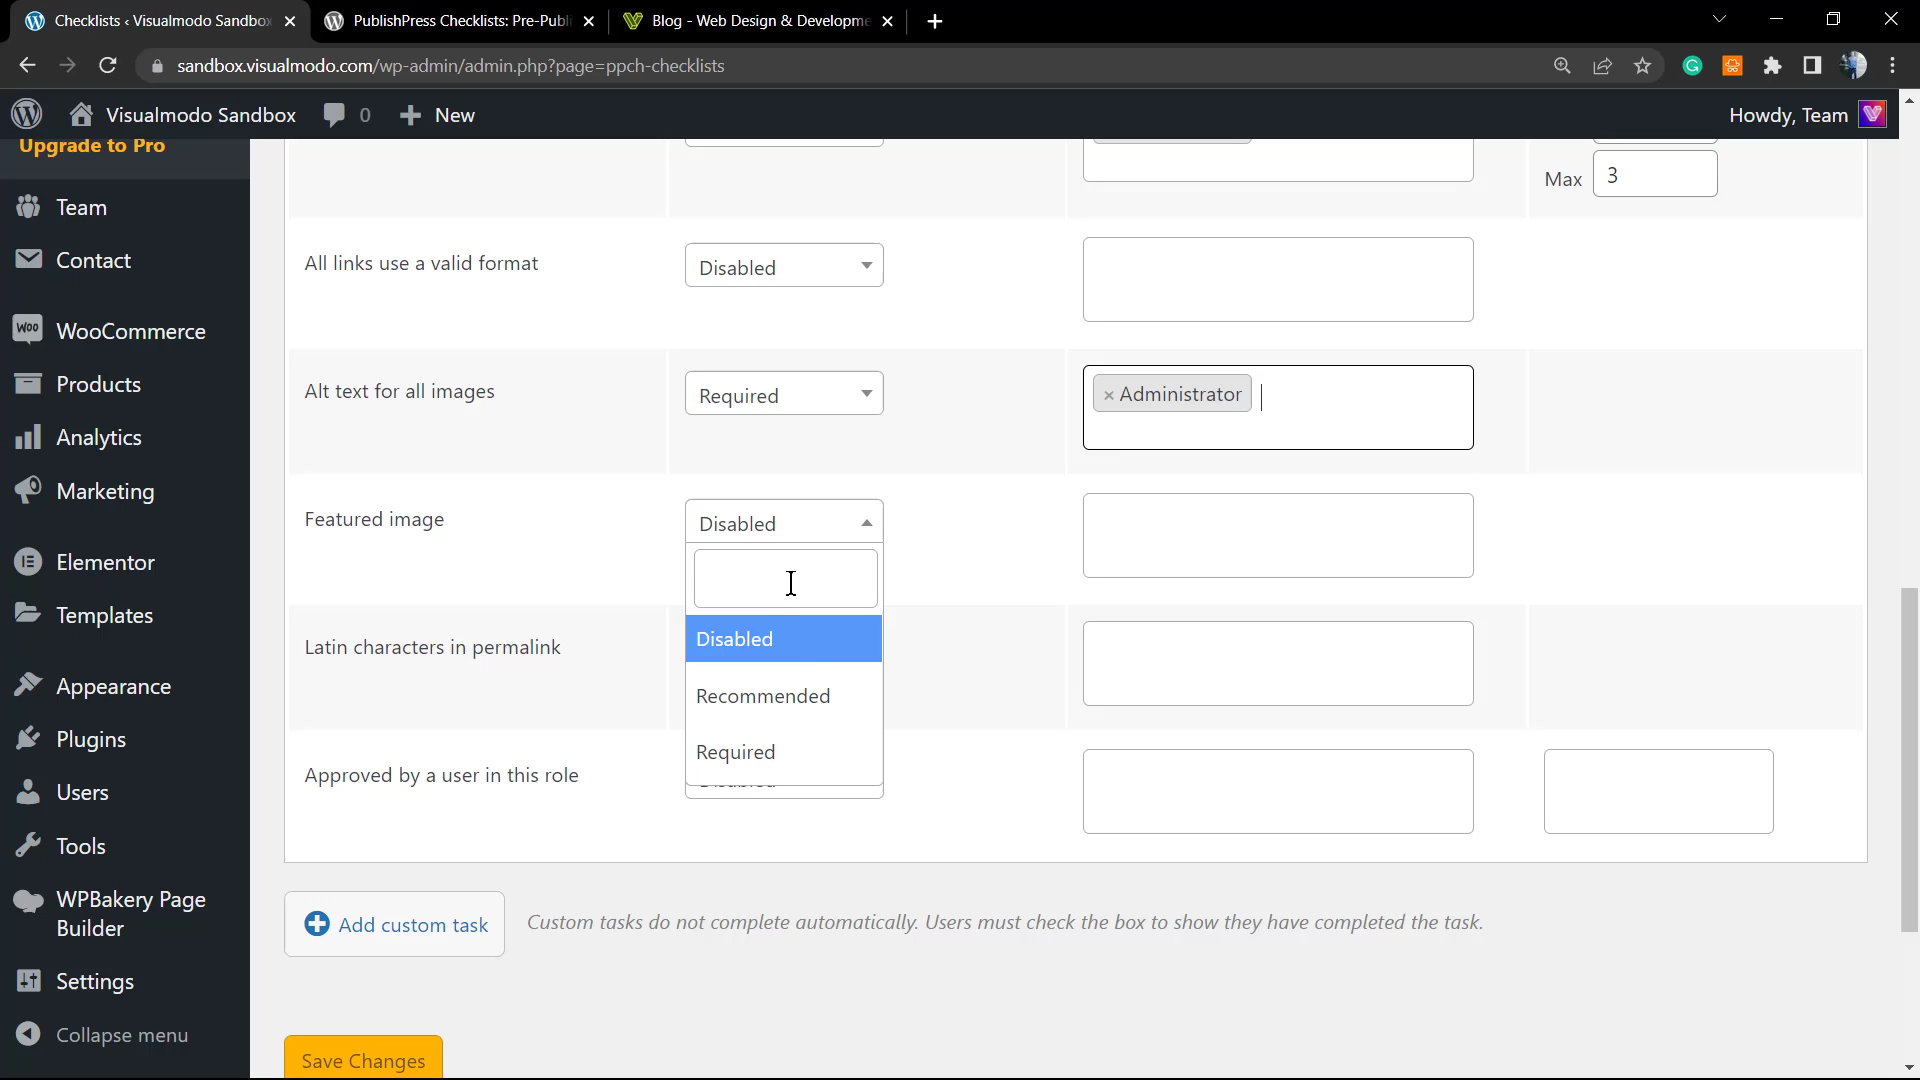 Checklists ‹ Visualmodo Sandbox
PublishPress Checklists: Pre-Publi
Blog - Web Design & Developme
sandbox.visualmodo.com/wp-admin/admin.php?page=ppch-checklists
Visualmodo Sandbox
0
New
Howdy, Team
Upgrade to Pro
Team
Contact
WooCommerce
Products
Analytics
Marketing
Elementor
Templates
Appearance
Plugins
Users
Tools
WPBakery Page
Builder
Settings
Collapse menu
Max
3
All links use a valid format
Disabled
Alt text for all images
Required
× Administrator
Featured image
Disabled
Disabled
Recommended
Required
Latin characters in permalink
Approved by a user in this role
Add custom task
Custom tasks do not complete automatically. Users must check the box to show they have completed the task.
Save Changes